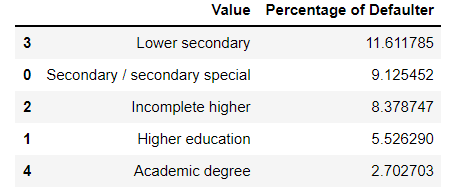 Value Percentage of Defaulter
3 Lower secondary 11.611785
0 Secondary / secondary special 9.125452
2 Incomplete higher 8.378747
1 Higher education 5.526290
4 Academic degree 2.702703